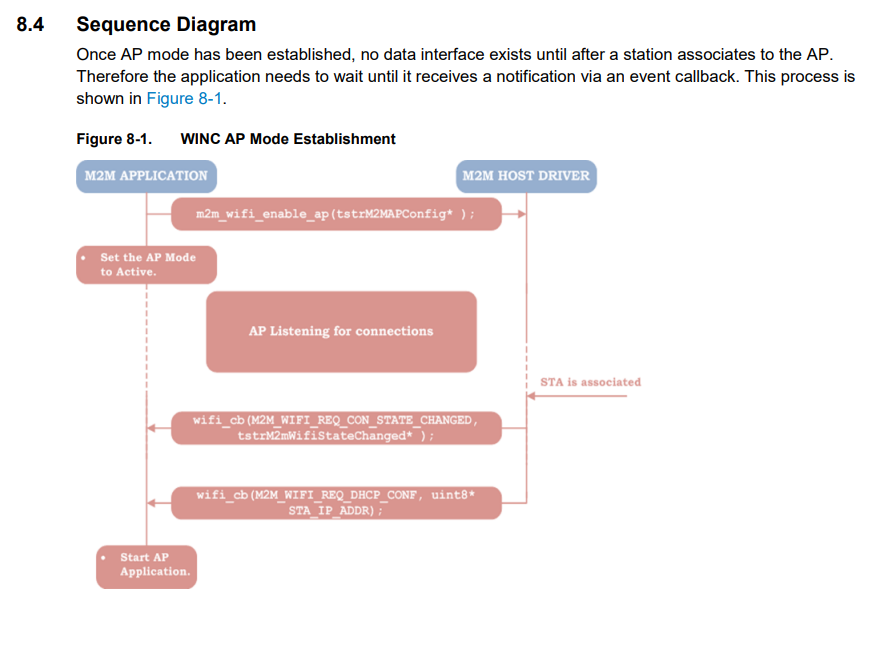 8.4 Sequence Diagram
Once AP mode has been established, no data interface exists until after a station associates to the AP.
Therefore the application needs to wait until it receives a notification via an event callback. This process is
shown in Figure 8-1.
Figure 8-1. WINC AP Mode Establishment
M2M APPLICATION
M2M HOST DRIVER
m2m_wifi_enable_ap(tstrM2MAPConfig* );
• Set the AP Mode
to Active.
AP Listening for connections
STA is associated
wifi_cb(M2M_WIFI_REQ_CON_STATE_CHANGED,
tstrM2mWifiStateChanged* );
wifi_cb(M2M_WIFI_REQ_DHCP_CONF, uint8*
STA_IP_ADDR);
• Start AP
Application.